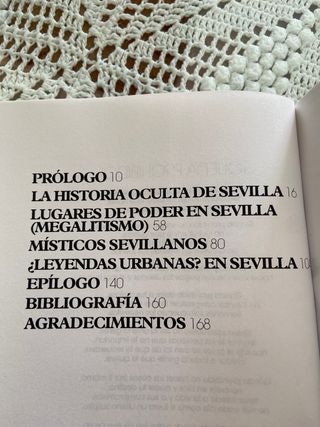 PRÓLOGO 10
LA HISTORIA OCULTA DE SEVILLA 16
LUGARES DE PODER EN SEVILLA
(MEGALITISMO) 58
MÍSTICOS SEVILLANOS 80
¿LEYENDAS URBANAS? EN SEVILLA
EPÍLOGO 140
BIBLIOGRAFÍA 160
AGRADECIMIENTOS 168